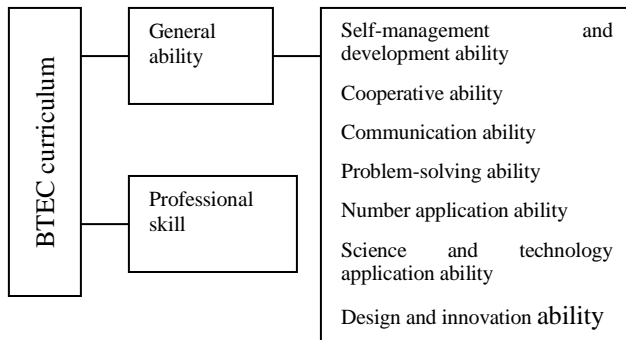 BTEC curriculum
General
ability
Professional
skill
Self-management and
development ability
Cooperative ability
Communication ability
Problem-solving ability
Number application ability
Science and technology
application ability
Design and innovation ability